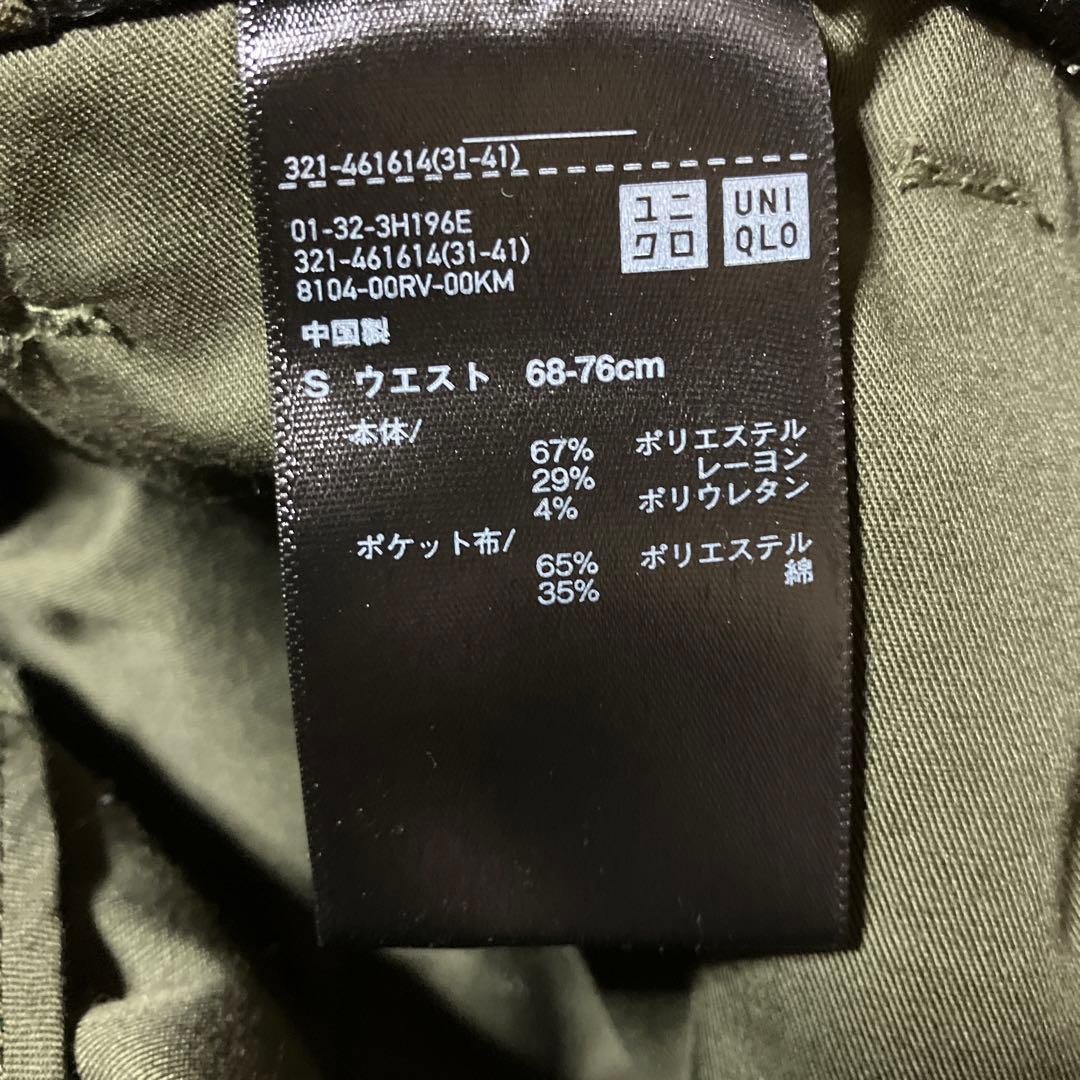 321-461614(31-41)
ユニ
クロ
UNI
QLO
01-32-3H196E
321-461614(31-41)
8104-00RV-00KM
中国製
S ウエスト 68-76cm
本体/
67% ポリエステル
29% レーヨン
4% ポリウレタン
ポケット布/
65% ポリエステル
35% 綿